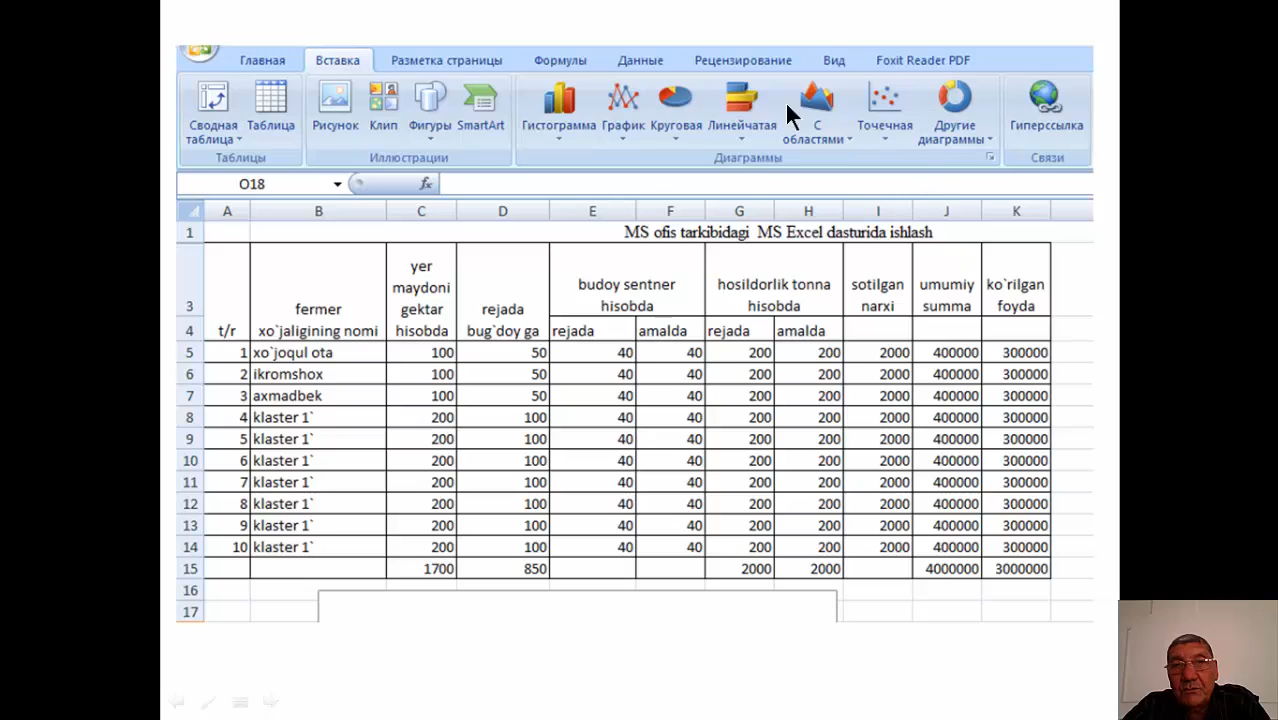 Главная Вставка Разметка страницы Формулы Данные Рецензирование Вид Foxit Reader PDF
Сводная таблица Таблица Рисунок Клип Фигуры SmartArt Гистограмма График Круговая Линейчатая С областями Точечная Другие диаграммы Гиперссылка
Таблицы Иллюстрации Диаграммы Связи
O18 fx
A B C D E F G H I J K
1 MS ofis tarkibidagi MS Excel dasturida ishlash
3 fermer xo`jaligining nomi yer maydoni gektar hisobda rejada bug`doy ga budoy sentner hisobda hosildorlik tonna hisobda sotilgan narxi umumiy summa ko`rilgan foyda
4 t/r rejada amalda rejada amalda
5 1 xo`joqul ota 100 50 40 40 200 200 2000 400000 300000
6 2 ikromshox 100 50 40 40 200 200 2000 400000 300000
7 3 axmadbek 100 50 40 40 200 200 2000 400000 300000
8 4 klaster 1` 200 100 40 40 200 200 2000 400000 300000
9 5 klaster 1` 200 100 40 40 200 200 2000 400000 300000
10 6 klaster 1` 200 100 40 40 200 200 2000 400000 300000
11 7 klaster 1` 200 100 40 40 200 200 2000 400000 300000
12 8 klaster 1` 200 100 40 40 200 200 2000 400000 300000
13 9 klaster 1` 200 100 40 40 200 200 2000 400000 300000
14 10 klaster 1` 200 100 40 40 200 200 2000 400000 300000
15 1700 850 2000 2000 4000000 3000000
16
17